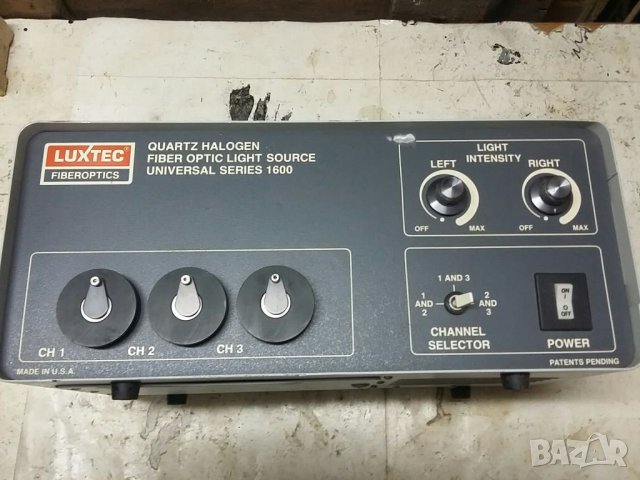 LUXTEC
FIBEROPTICS
QUARTZ HALOGEN
FIBER OPTIC LIGHT SOURCE
UNIVERSAL SERIES 1600
LIGHT
INTENSITY
LEFT
RIGHT
OFF
MAX
OFF
MAX
1 AND 3
1
AND
2
2
AND
3
CHANNEL
SELECTOR
ON
I
O
OFF
POWER
CH 1
CH 2
CH 3
MADE IN U.S.A.
PATENTS PENDING
BAZAR